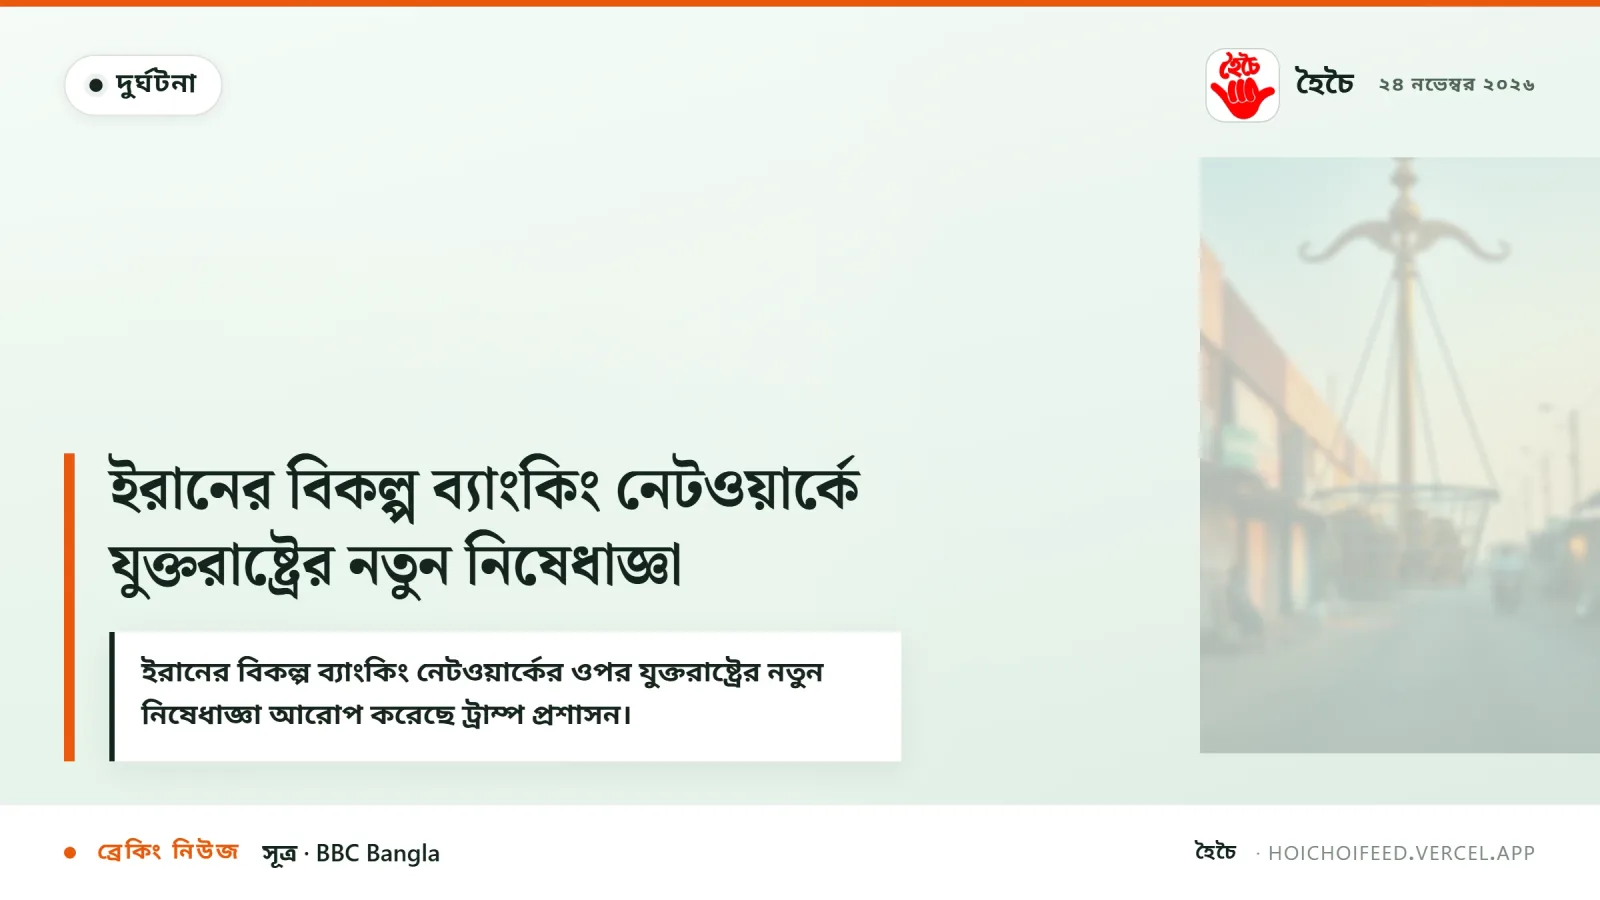 দুর্ঘটনা
হৈচৈ
হৈচৈ ২৪ নভেম্বর ২০২৬
ইরানের বিকল্প ব্যাংকিং নেটওয়ার্কে
যুক্তরাষ্ট্রের নতুন নিষেধাজ্ঞা
ইরানের বিকল্প ব্যাংকিং নেটওয়ার্কের ওপর যুক্তরাষ্ট্রের নতুন
নিষেধাজ্ঞা আরোপ করেছে ট্রাম্প প্রশাসন।
ব্রেকিং নিউজ সূত্র · BBC Bangla
হৈচৈ · HOICHOIFEED.VERCEL.APP